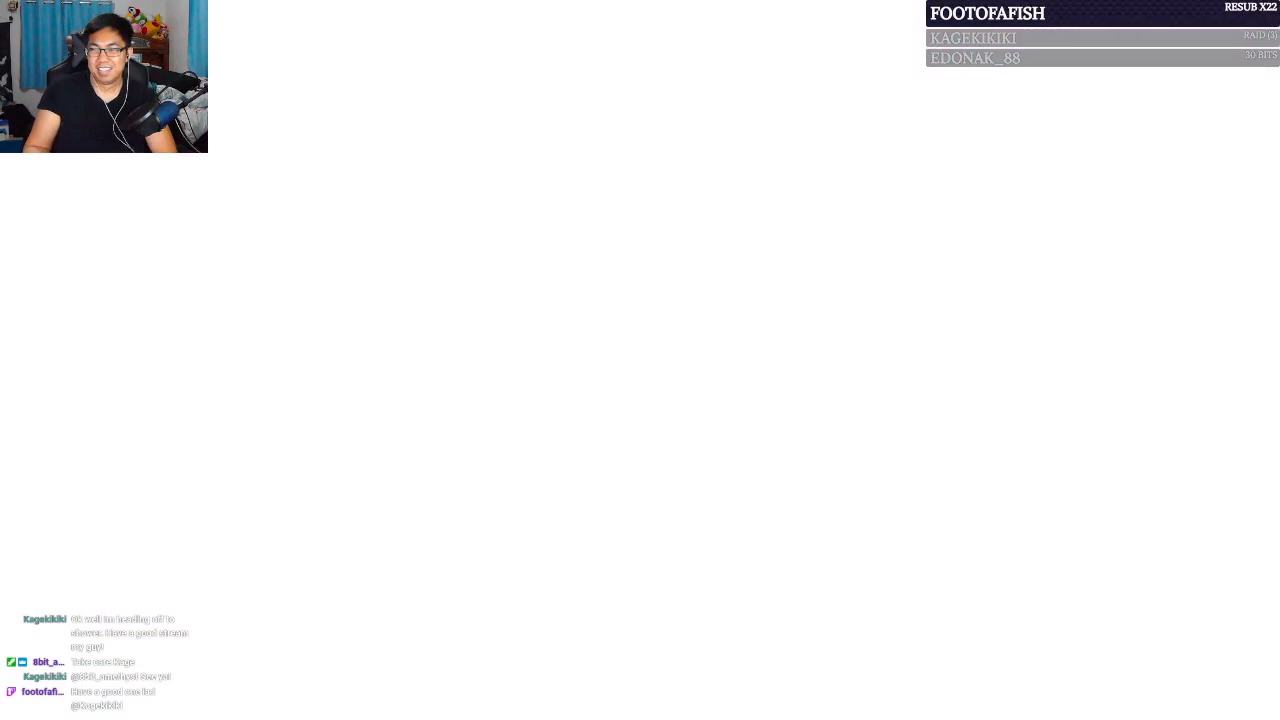 FOOTOFAFISH RESUB X22
KAGEKIKIKI RAID (3)
EDONAK_88 30 BITS
Kagekikiki Ok well im heading off to
shower. Have a good stream
my guy!
8bit_a... Take care Kage
Kagekikiki @8bit_amethyst See ya!
footofafi... Have a good one lad
@Kagekikiki